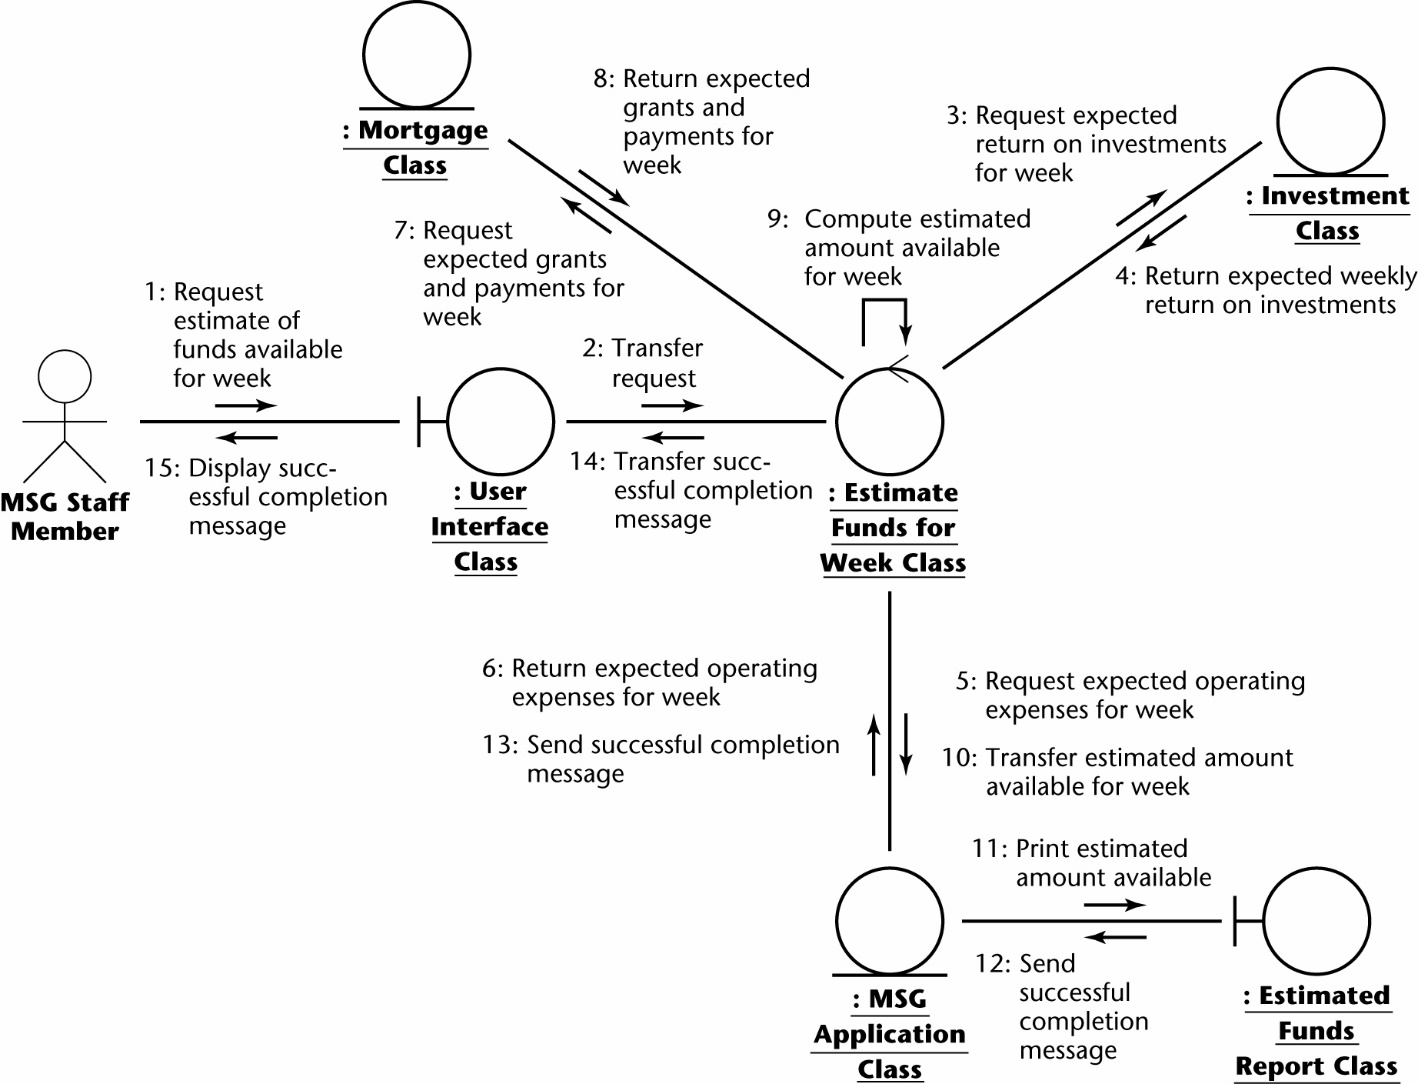 : Mortgage
Class
8: Return expected
grants and
payments for
week
3: Request expected
return on investments
for week
: Investment
Class
7: Request
expected grants
and payments for
week
9: Compute estimated
amount available
for week
4: Return expected weekly
return on investments
1: Request
estimate of
funds available
for week
2: Transfer
request
15: Display succ-
essful completion
message
14: Transfer succ-
essful completion
message
MSG Staff
Member
: User
Interface
Class
: Estimate
Funds for
Week Class
6: Return expected operating
expenses for week
13: Send successful completion
message
5: Request expected operating
expenses for week
10: Transfer estimated amount
available for week
11: Print estimated
amount available
12: Send
successful
completion
message
: MSG
Application
Class
: Estimated
Funds
Report Class